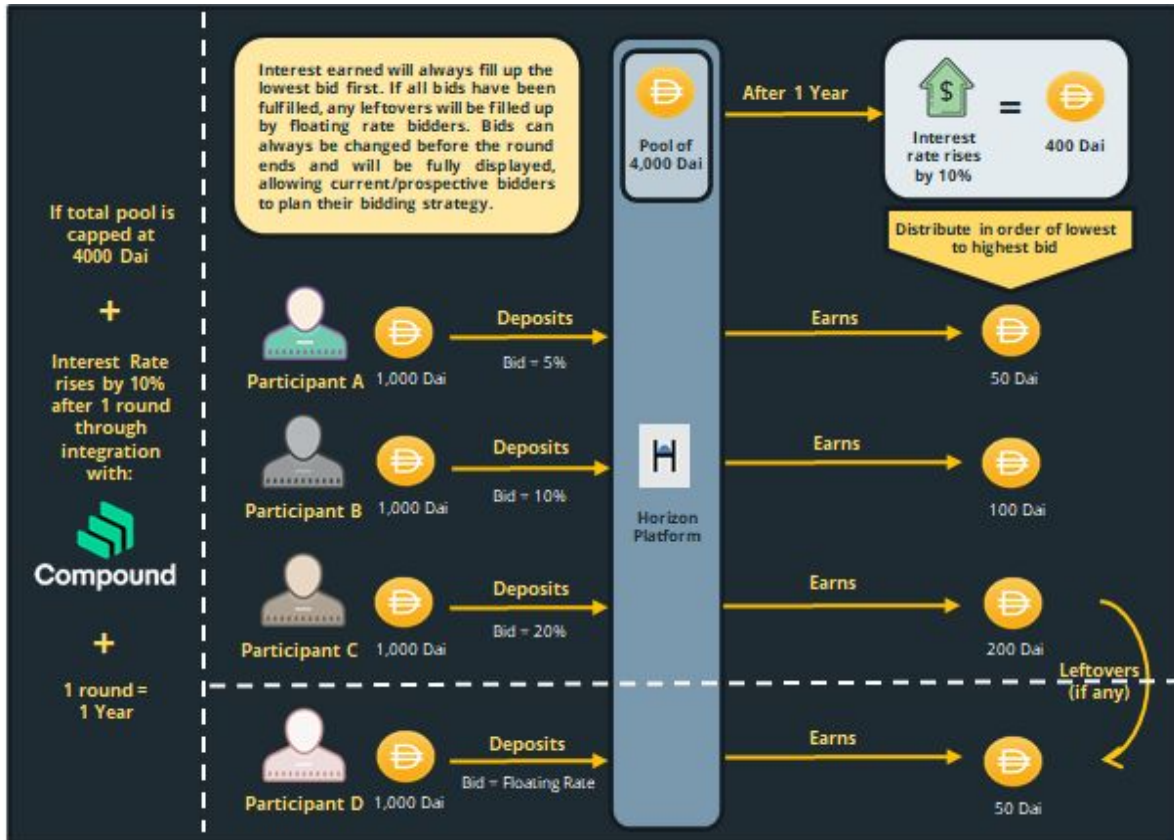 If total pool is
capped at
4000 Dai
+
Interest Rate
rises by 10%
after 1 round
through
integration
with:
Compound
+
1 round =
1 Year
Interest earned will always fill up the
lowest bid first. If all bids have been
fulfilled, any leftovers will be filled up
by floating rate bidders. Bids can
always be changed before the round
ends and will be fully displayed,
allowing current/prospective bidders
to plan their bidding strategy.
Pool of
4,000 Dai
After 1 Year
$
Interest
rate rises
by 10%
=
400 Dai
Distribute in order of lowest
to highest bid
Participant A
1,000 Dai
Deposits
Bid = 5%
Earns
50 Dai
Participant B
1,000 Dai
Deposits
Bid = 10%
H
Horizon
Platform
Earns
100 Dai
Participant C
1,000 Dai
Deposits
Bid = 20%
Earns
200 Dai
Leftovers
(if any)
Participant D
1,000 Dai
Deposits
Bid = Floating Rate
Earns
50 Dai